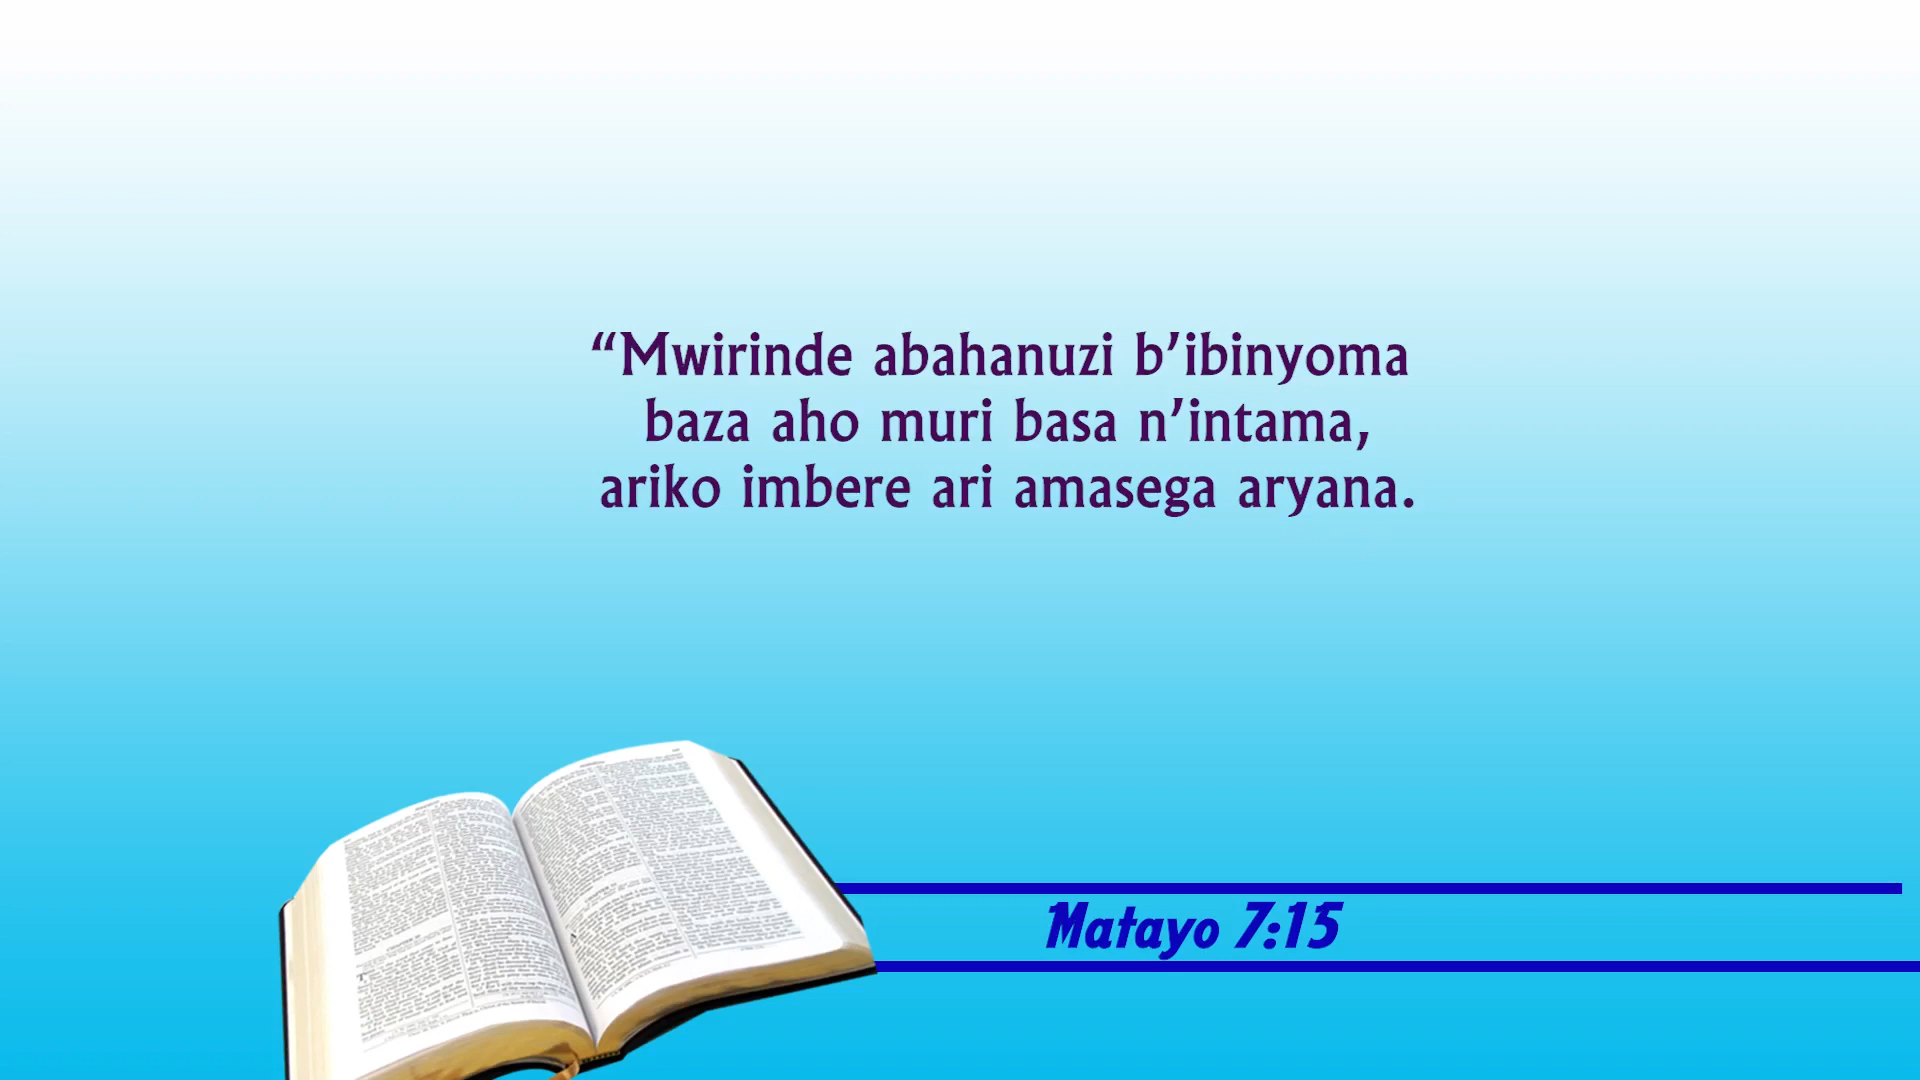 “Mwirinde abahanuzi b’ibinyoma
baza aho muri basa n’intama,
ariko imbere ari amasega aryana.
Matayo 7:15